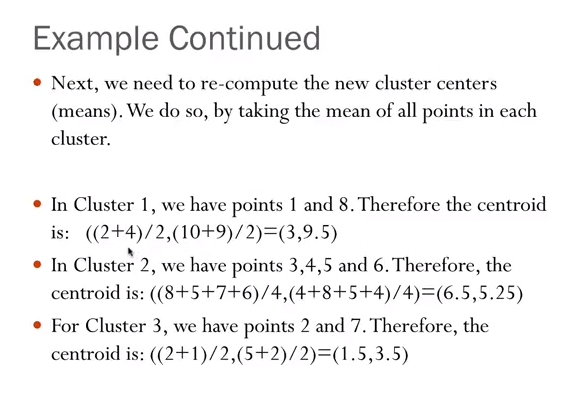 Example Continued
• Next, we need to re-compute the new cluster centers
(means). We do so, by taking the mean of all points in each
cluster.
• In Cluster 1, we have points 1 and 8. Therefore the centroid
is: ((2+4)/2,(10+9)/2)=(3,9.5)
• In Cluster 2, we have points 3,4,5 and 6. Therefore, the
centroid is: ((8+5+7+6)/4,(4+8+5+4)/4)=(6.5,5.25)
• For Cluster 3, we have points 2 and 7. Therefore, the
centroid is: ((2+1)/2,(5+2)/2)=(1.5,3.5)